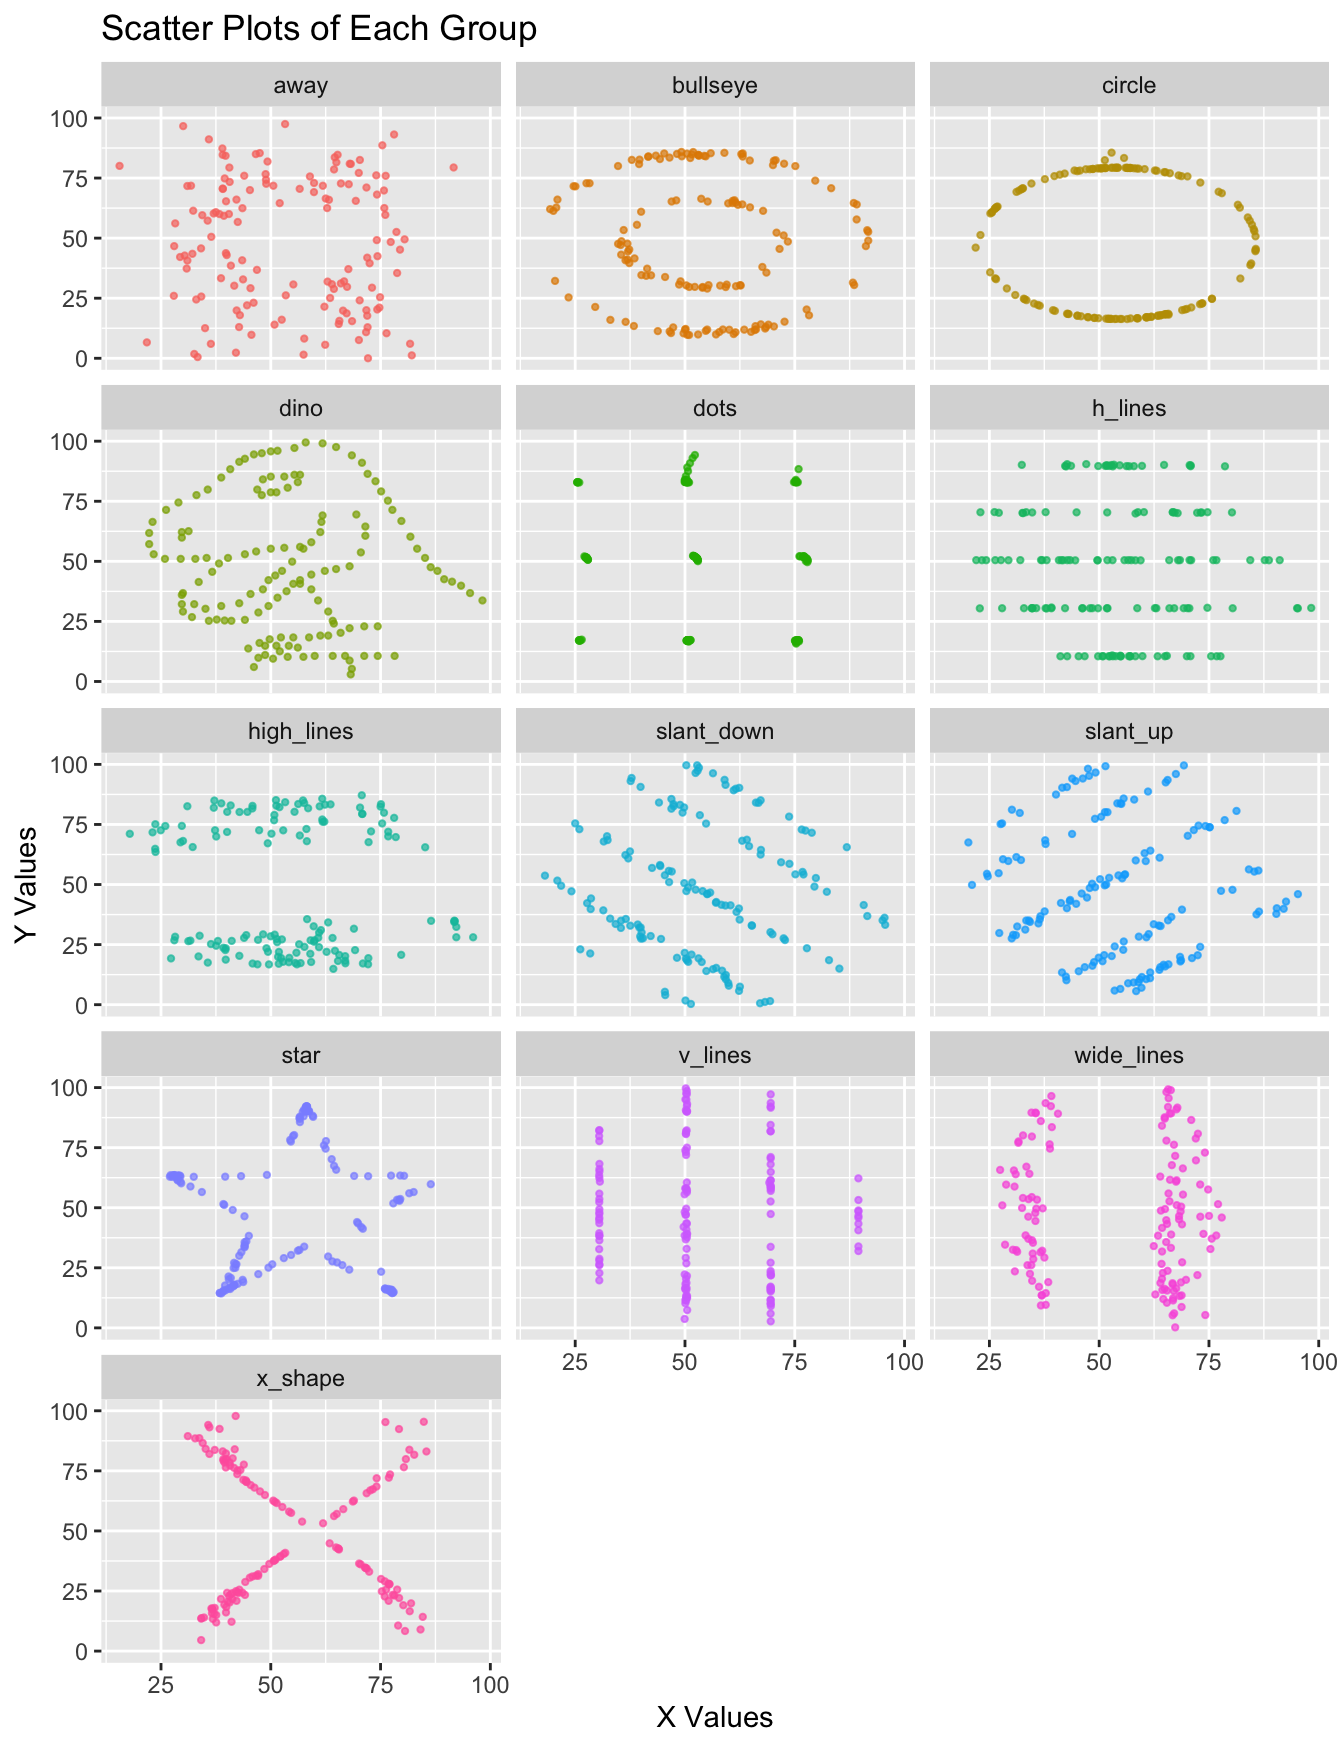 Scatter Plots of Each Group
away bullseye circle
100
75
50
25
0
dino dots h_lines
100
75
50
25
0
high_lines slant_down slant_up
100
75
50
25
0
Y Values
star v_lines wide_lines
100
75
50
25
0
25 50 75 100 25 50 75 100
x_shape
100
75
50
25
0
25 50 75 100
X Values